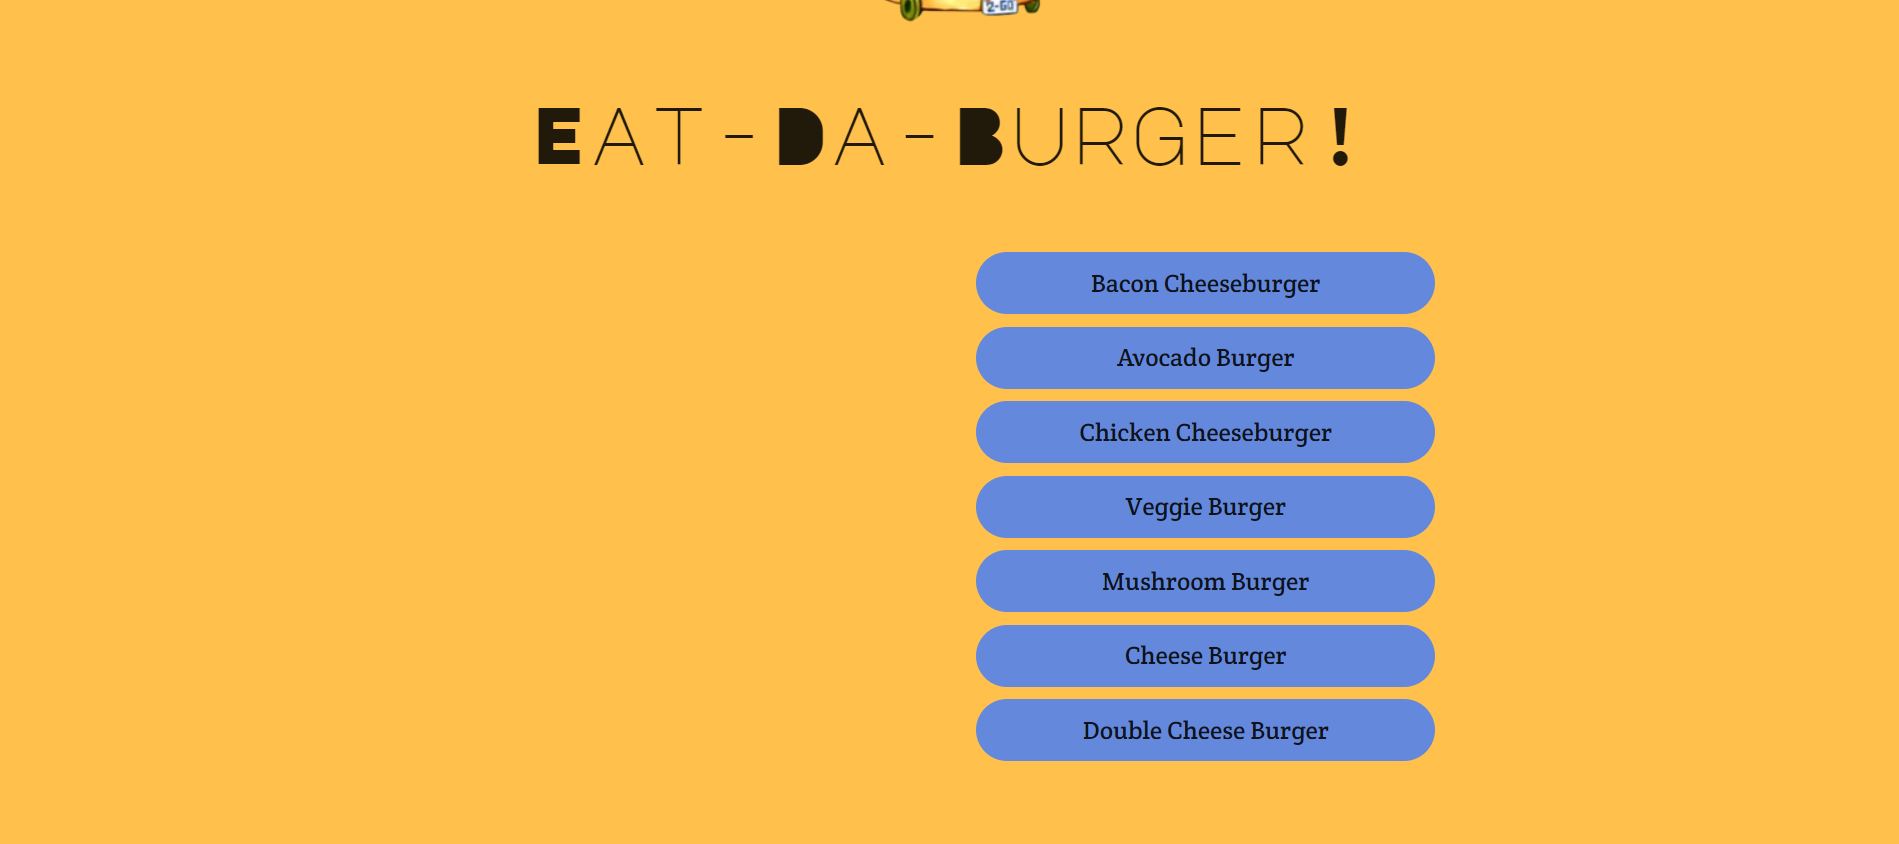 2-GO
EAT-DA-BURGER!
Bacon Cheeseburger
Avocado Burger
Chicken Cheeseburger
Veggie Burger
Mushroom Burger
Cheese Burger
Double Cheese Burger